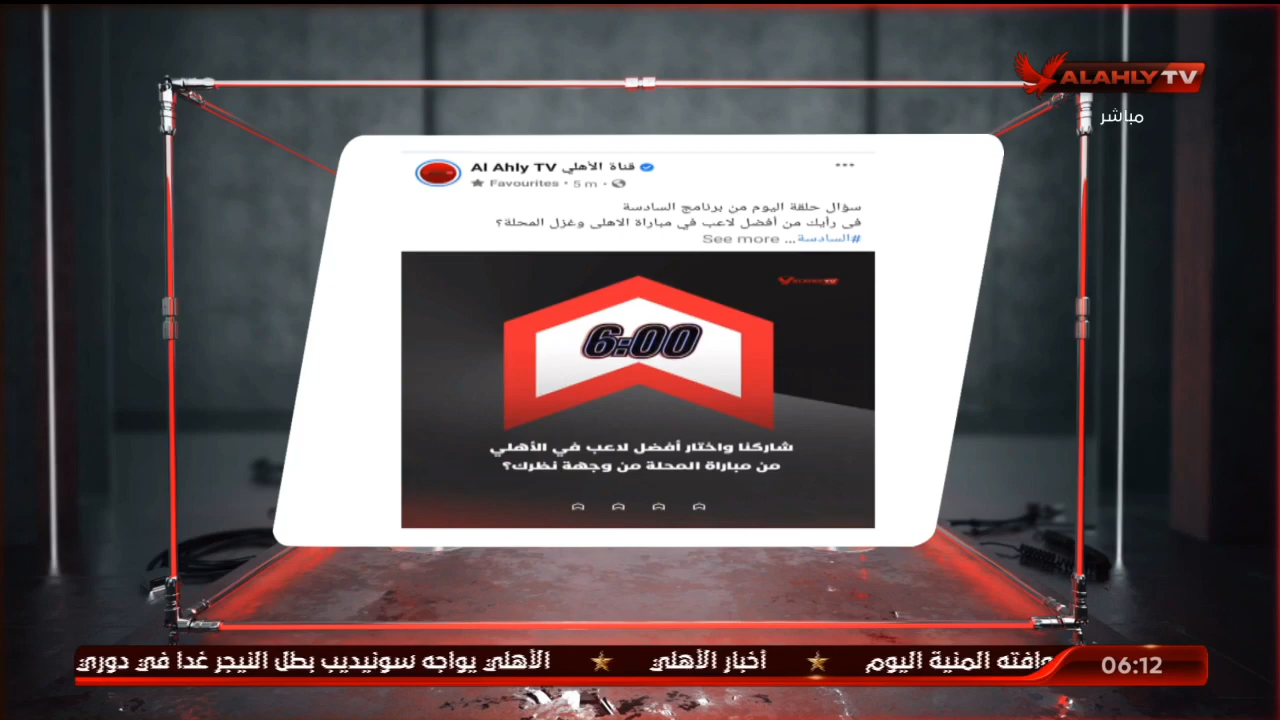 ALAHLY TV
مباشر
Al Ahly TV قناة الأهلي
Favourites · 5 m ·
سؤال حلقة اليوم من برنامج السادسة
فى رأيك من أفضل لاعب في مباراة الاهلى وغزل المحلة؟
#السادسة... See more
ALAHLY TV
6:00
شاركنا واختار أفضل لاعب في الأهلي
من مباراة المحلة من وجهة نظرك؟
وافته المنية اليوم ★ أخبار الأهلي ★ الأهلي يواجه سونيديب بطل النيجر غدا في دوري
06:12